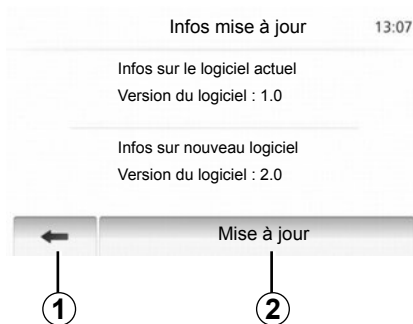 Infos mise à jour
13:07
Infos sur le logiciel actuel
Version du logiciel : 1.0
Infos sur nouveau logiciel
Version du logiciel : 2.0
Mise à jour
1
2